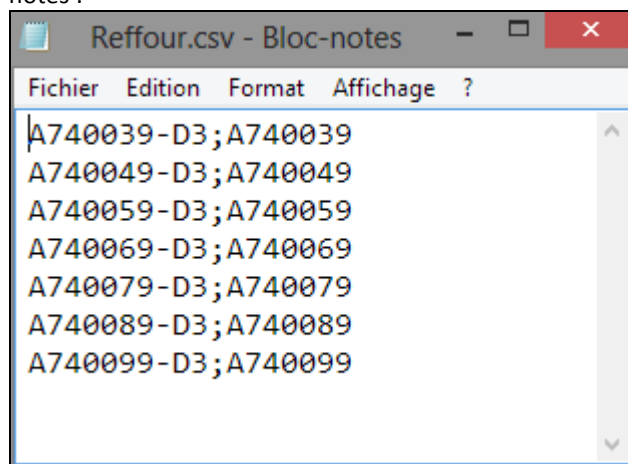 notes :
Reffour.csv - Bloc-notes
Fichier Edition Format Affichage ?
A740039-D3;A740039
A740049-D3;A740049
A740059-D3;A740059
A740069-D3;A740069
A740079-D3;A740079
A740089-D3;A740089
A740099-D3;A740099